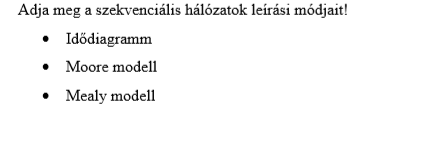 Adja meg a szekvenciális hálózatok leírási módjait!
• Idődiagramm
• Moore modell
• Mealy modell